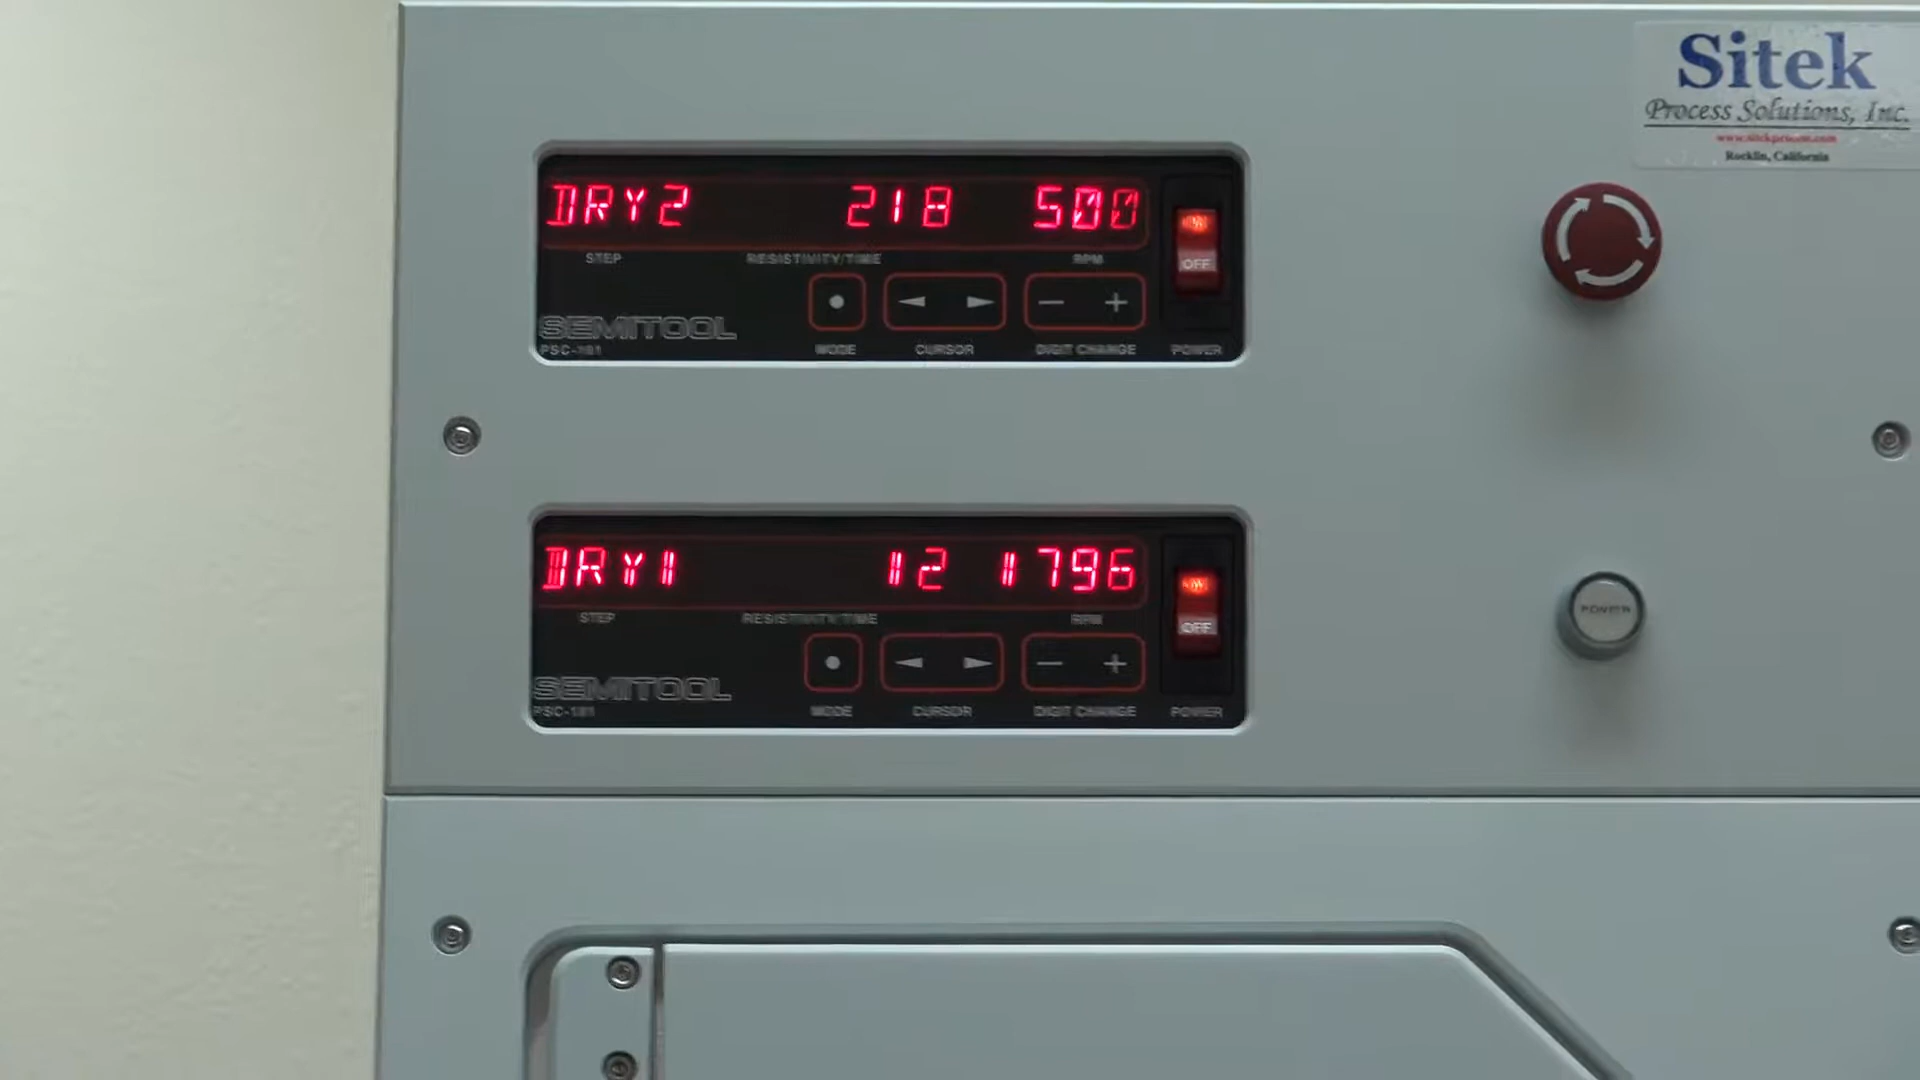 Sitek
Process Solutions, Inc.
www.sitekprocess.com
Rocklin, California
DRY2 218 500
STEP RESISTIVITY/TIME RPM
OFF
SEMITOOL
PSC-101
MODE CURSOR DIGIT CHANGE POWER
DRY1 12 1796
STEP RESISTIVITY/TIME RPM
OFF
POWER
SEMITOOL
PSC-101
MODE CURSOR DIGIT CHANGE POWER